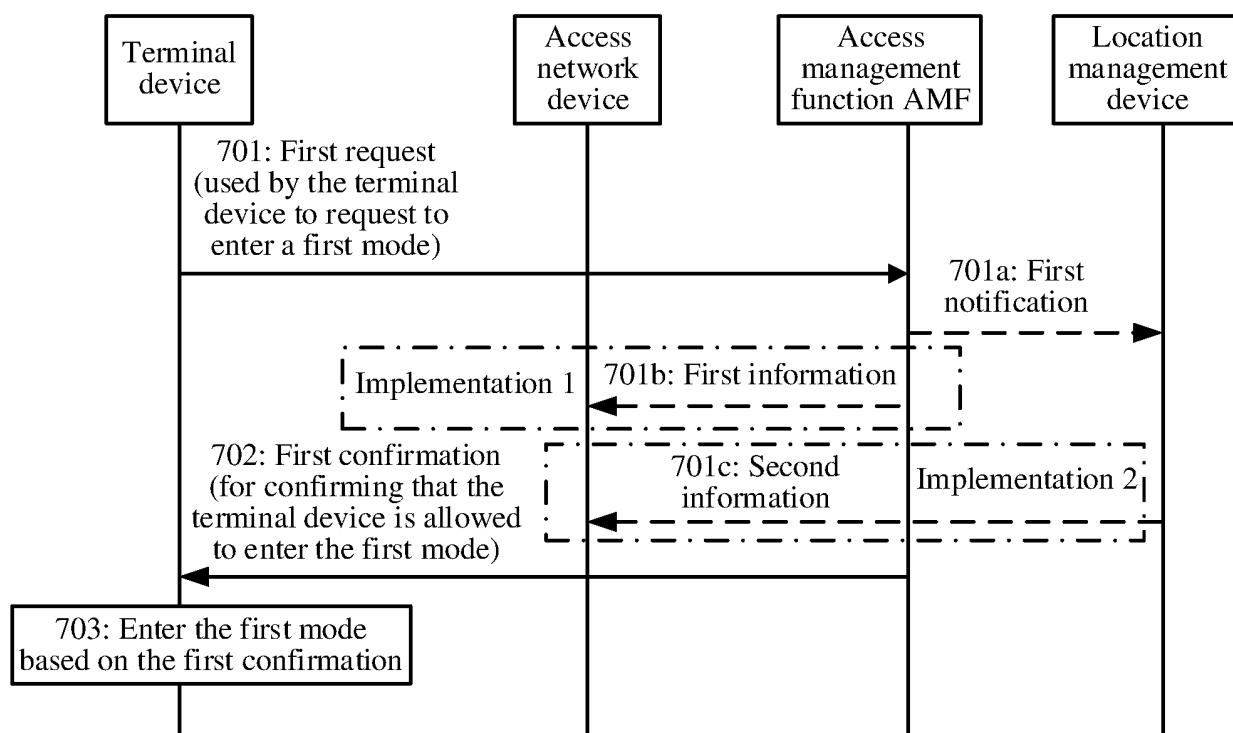 Terminal
device
Access
network
device
Access
management
function AMF
Location
management
device
701: First request
(used by the terminal
device to request to
enter a first mode)
701a: First
notification
Implementation 1
701b: First information
702: First confirmation
(for confirming that the
terminal device is allowed
to enter the first mode)
701c: Second
information
Implementation 2
703: Enter the first mode
based on the first confirmation